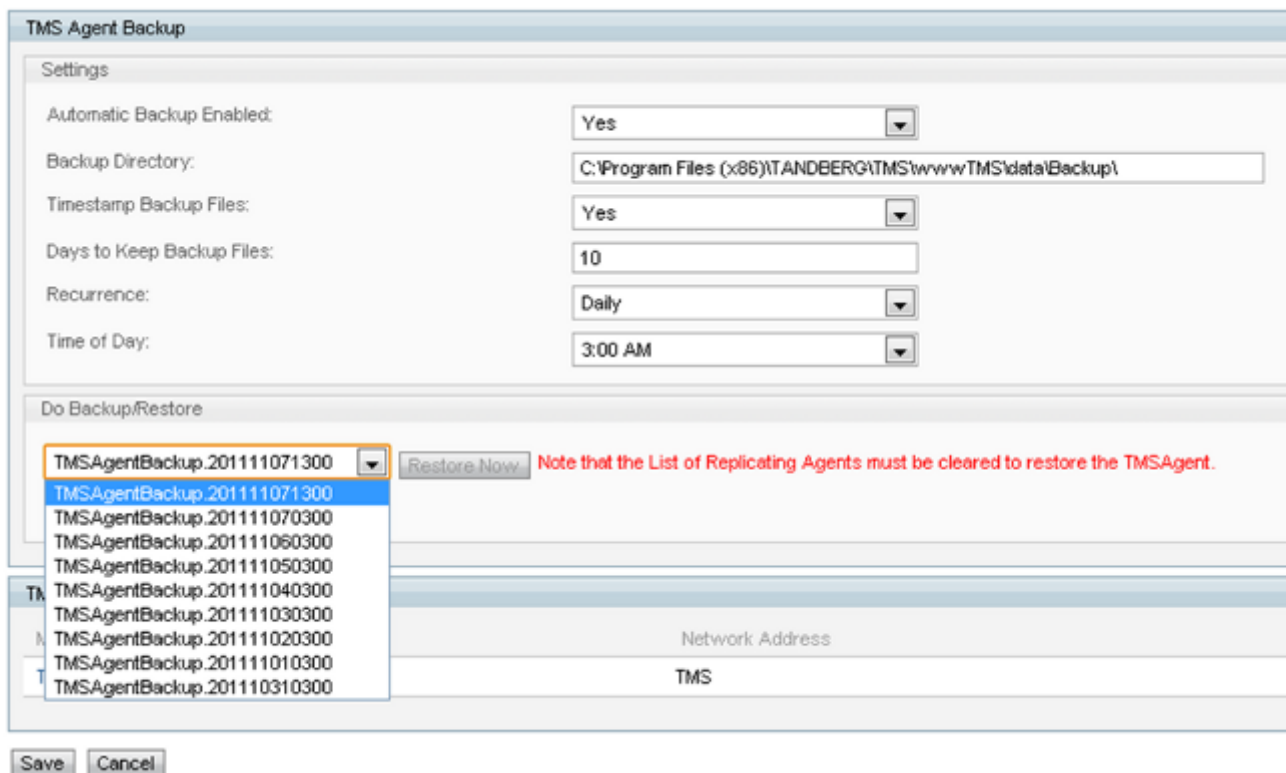 TMS Agent Backup
Settings
Automatic Backup Enabled: Yes
Backup Directory: C:\Program Files (x86)\TANDBERG\TMS\wwwTMS\data\Backup\
Timestamp Backup Files: Yes
Days to Keep Backup Files: 10
Recurrence: Daily
Time of Day: 3:00 AM
Do Backup/Restore
TMSAgentBackup.201111071300 Restore Now Note that the List of Replicating Agents must be cleared to restore the TMSAgent.
TMSAgentBackup.201111071300
TMSAgentBackup.201111070300
TMSAgentBackup.201111060300
TMSAgentBackup.201111050300
TMSAgentBackup.201111040300
TMSAgentBackup.201111030300
TMSAgentBackup.201111020300
TMSAgentBackup.201111010300
TMSAgentBackup.201110310300
Network Address
TMS
Save Cancel